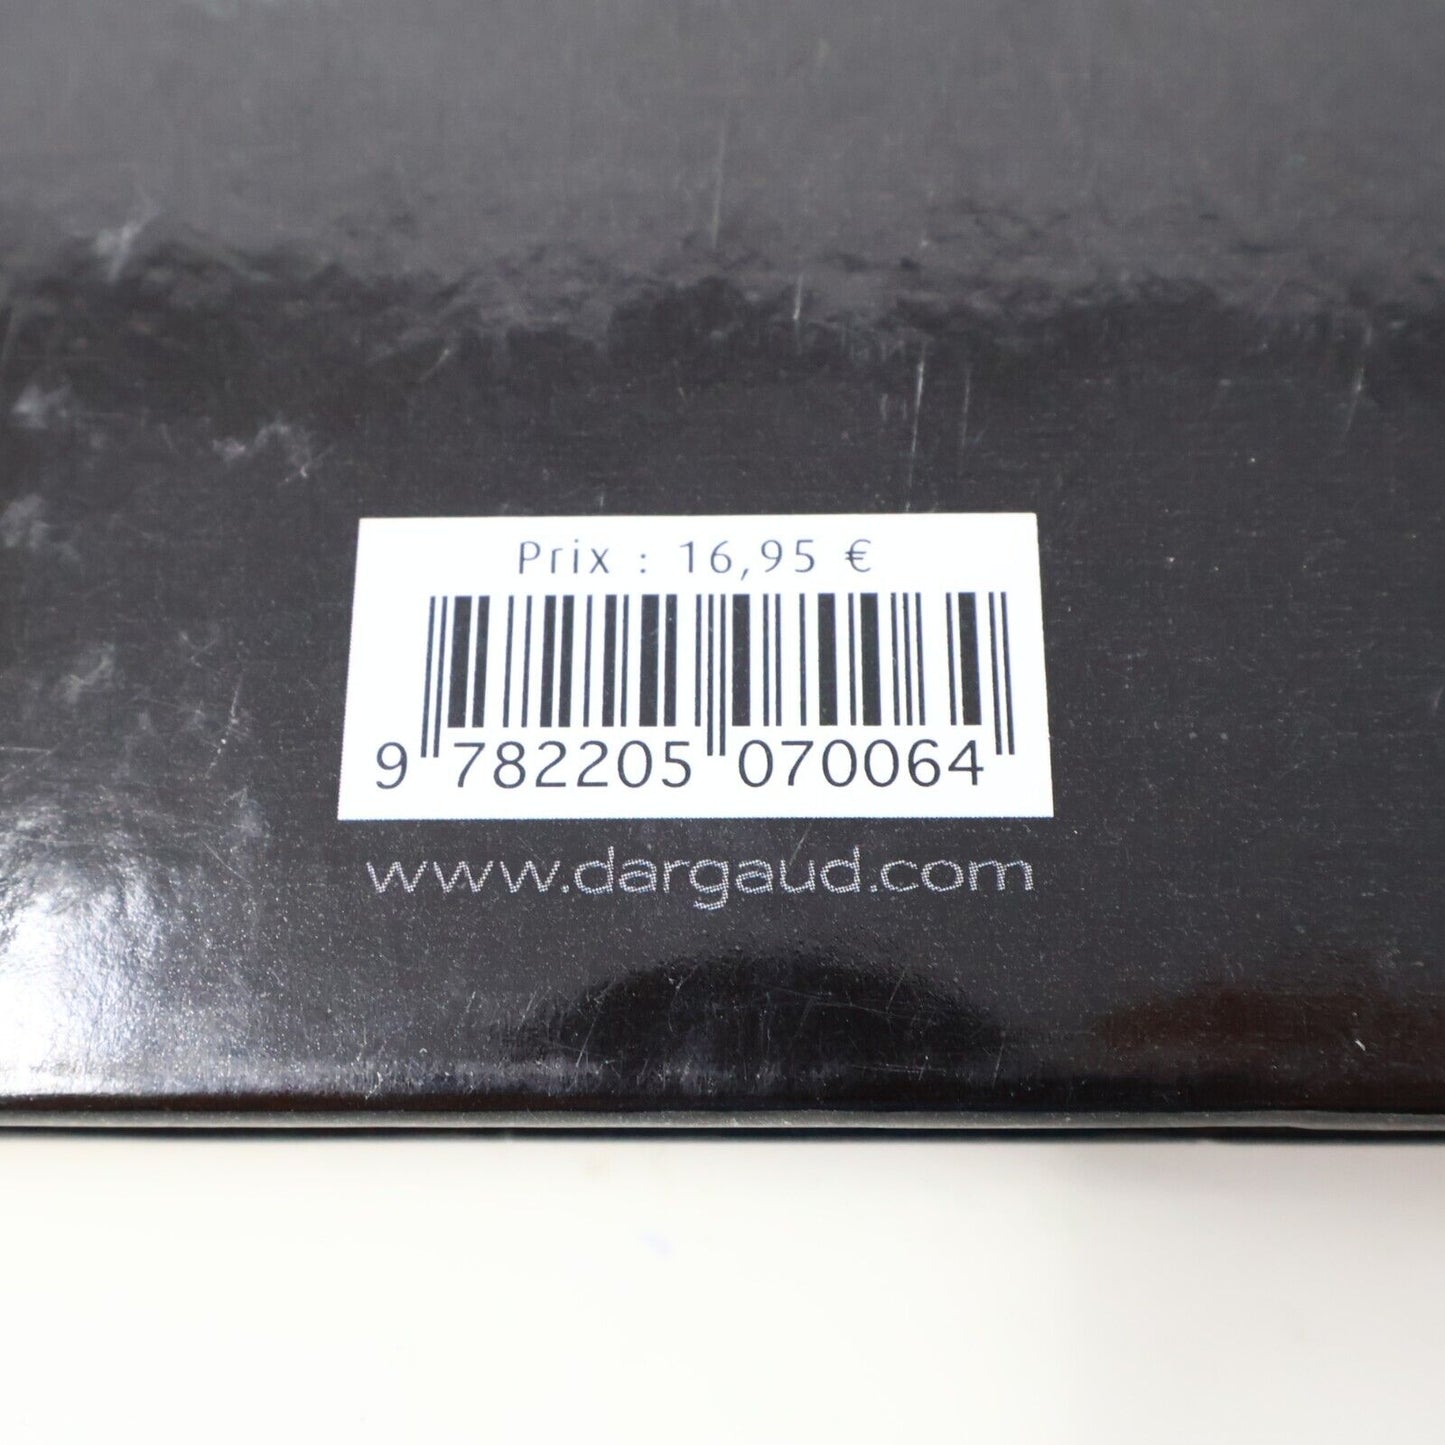 Prix : 16,95 €
9 782205 070064
www.dargaud.com